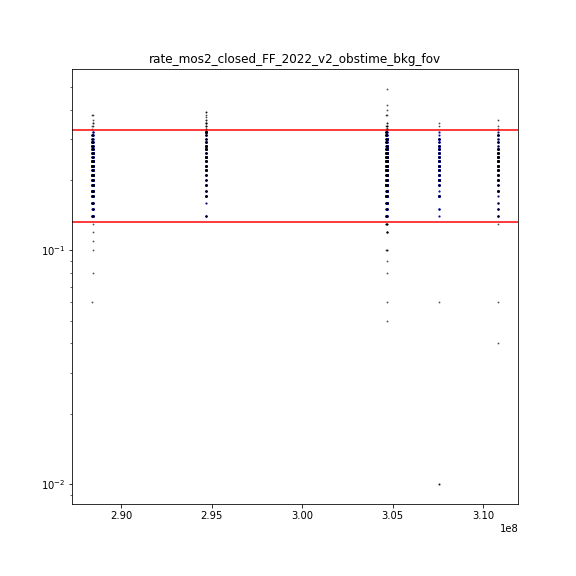 rate_mos2_closed_FF_2022_v2_obstime_bkg_fov
10⁻¹
10⁻²
2.90 2.95 3.00 3.05 3.10
1e8